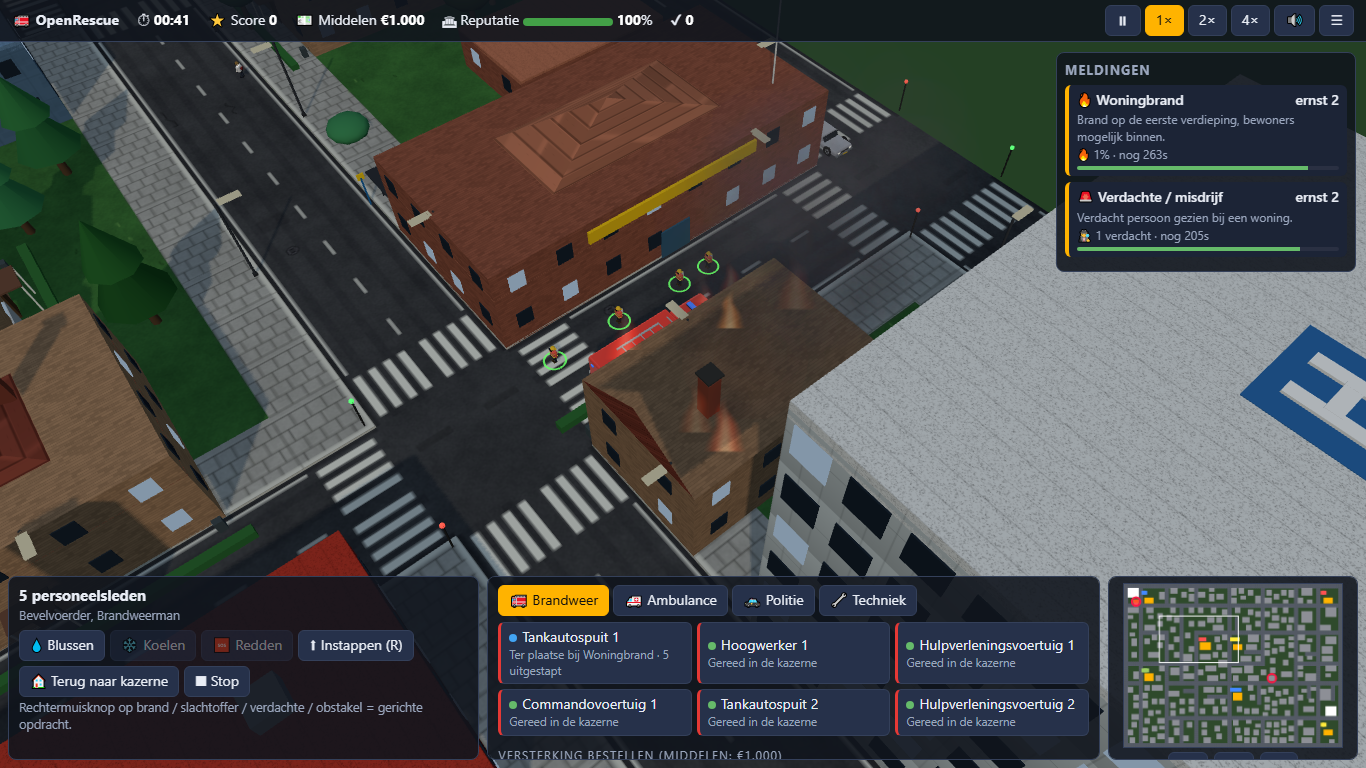 OpenRescue 00:41 Score 0 Middelen €1.000 Reputatie 100% ✓ 0
1× 2× 4×
MELDINGEN
Woningbrand ernst 2
Brand op de eerste verdieping, bewoners
mogelijk binnen.
1% · nog 263s
Verdachte / misdrijf ernst 2
Verdacht persoon gezien bij een woning.
1 verdacht · nog 205s
H
5 personeelsleden
Bevelvoerder, Brandweerman
Blussen Koelen Redden Instappen (R)
Terug naar kazerne Stop
Rechtermuisknop op brand / slachtoffer / verdachte / obstakel = gerichte
opdracht.
Brandweer Ambulance Politie Techniek
Tankautospuit 1
Ter plaatse bij Woningbrand · 5
uitgestapt
Hoogwerker 1
Gereed in de kazerne
Hulpverleningsvoertuig 1
Gereed in de kazerne
Commandovoertuig 1
Gereed in de kazerne
Tankautospuit 2
Gereed in de kazerne
Hulpverleningsvoertuig 2
Gereed in de kazerne
VERSTERKING BESTELLEN (MIDDELEN: €1.000)